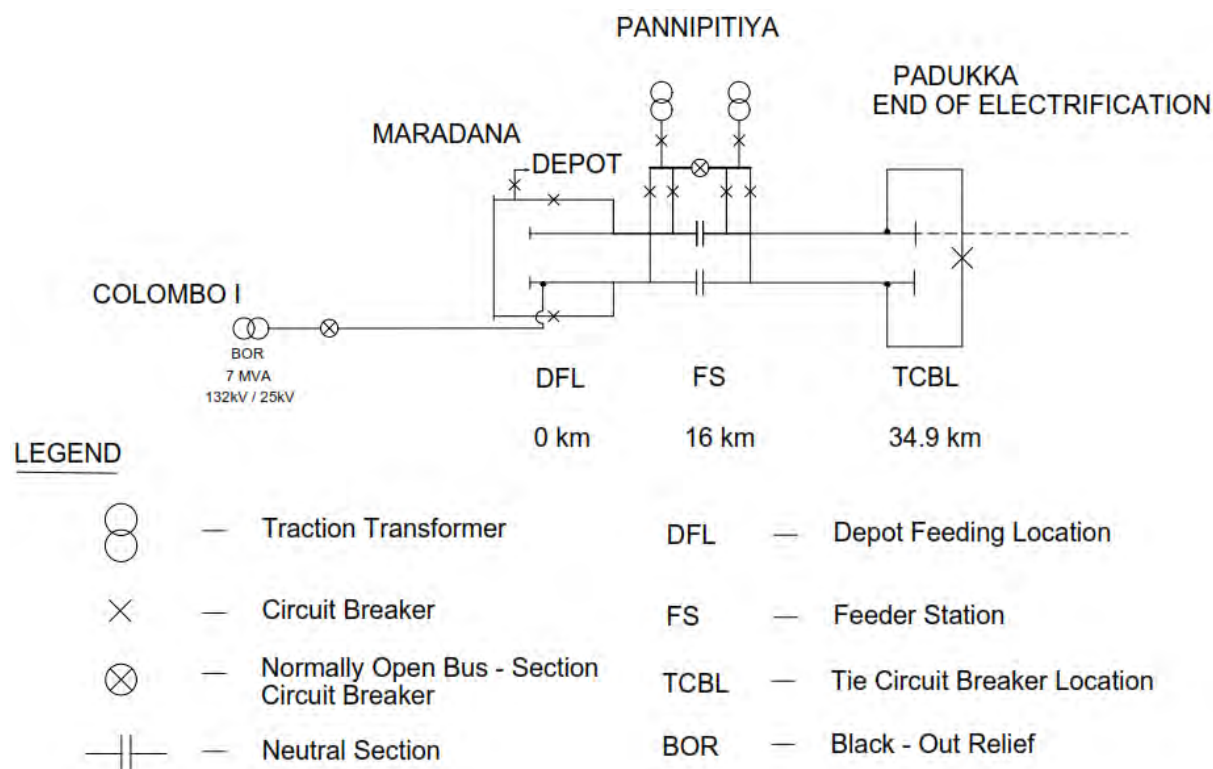 PANNIPITIYA
PADUKKA
END OF ELECTRIFICATION
MARADANA
DEPOT
COLOMBO I
BOR
7 MVA
132kV / 25kV
DFL
FS
TCBL
0 km
16 km
34.9 km
LEGEND
— Traction Transformer
DFL — Depot Feeding Location
— Circuit Breaker
FS — Feeder Station
— Normally Open Bus - Section
Circuit Breaker
TCBL — Tie Circuit Breaker Location
— Neutral Section
BOR — Black - Out Relief